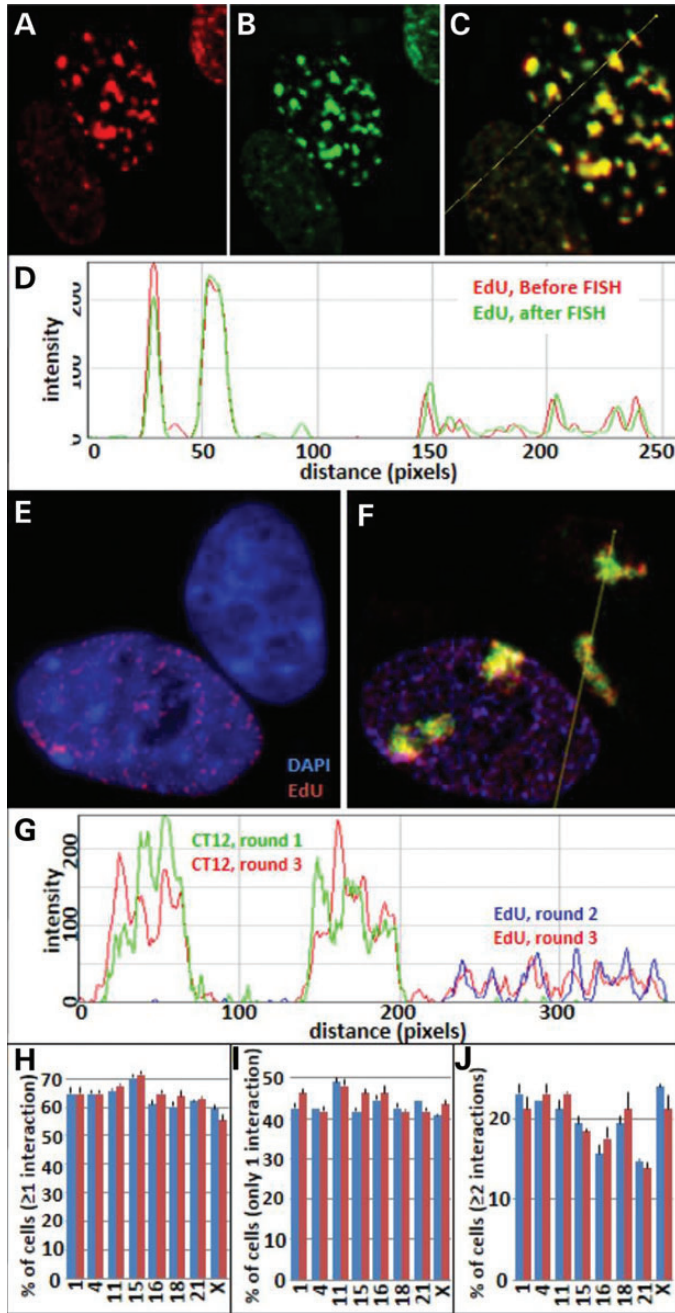 A
B
C
D
EdU, Before FISH
EdU, after FISH
intensity
200
100
0
0
50
100
150
200
250
distance (pixels)
E
F
DAPI
EdU
G
CT12, round 1
CT12, round 3
EdU, round 2
EdU, round 3
intensity
200
100
0
0
100
200
300
distance (pixels)
H
% of cells (≥1 interactions)
70
60
50
40
30
20
10
0
1
4
11
15
16
18
21
X
I
% of cells (only 1 interaction)
50
40
30
20
10
0
1
4
11
15
16
18
21
X
J
% of cells (≥2 interactions)
20
10
0
1
4
11
15
16
18
21
X